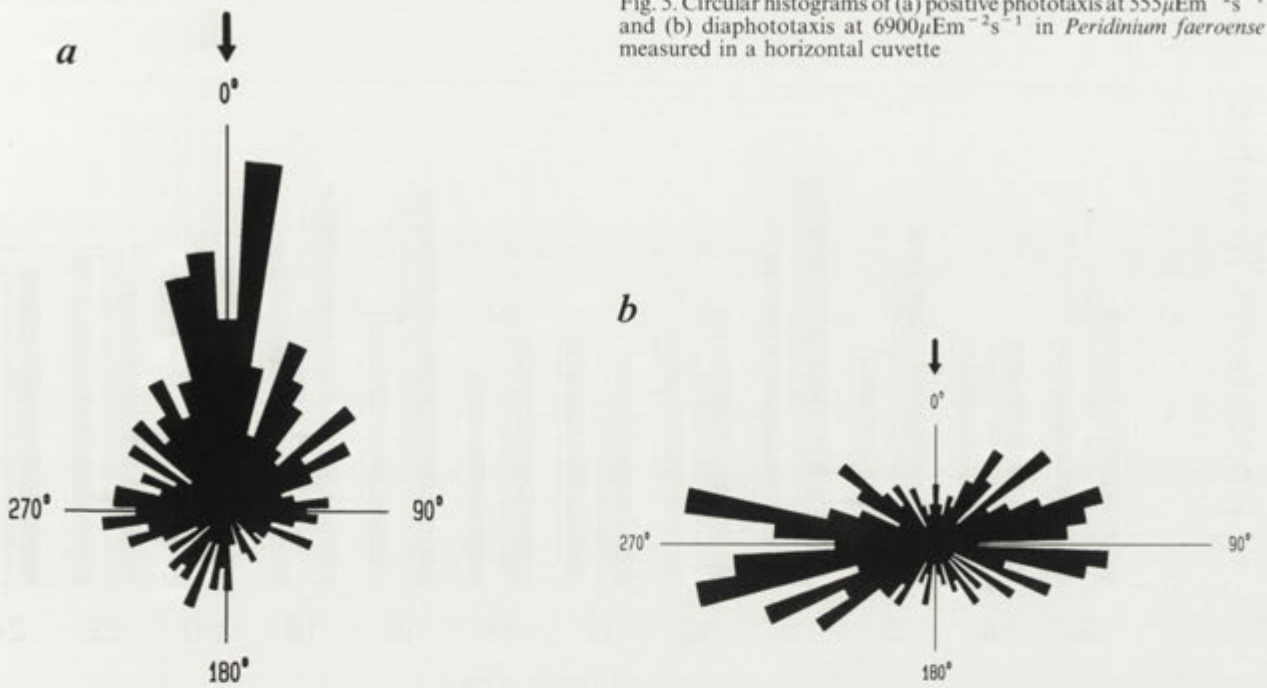 Fig. 5. Circular histograms of (a) positive phototaxis at 555μEm⁻²s⁻¹
and (b) diaphototaxis at 6900μEm⁻²s⁻¹ in Peridinium faeroense
measured in a horizontal cuvette
a
0°
270°
90°
180°
b
0°
270°
90°
180°